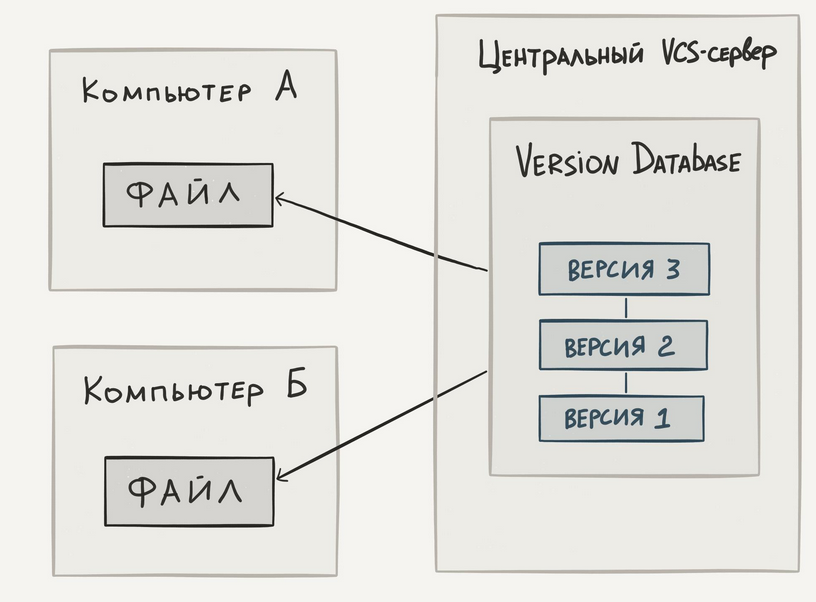 Компьютер А
ФАЙЛ
Компьютер Б
ФАЙЛ
Центральный VCS-сервер
Version Database
ВЕРСИЯ 3
ВЕРСИЯ 2
ВЕРСИЯ 1